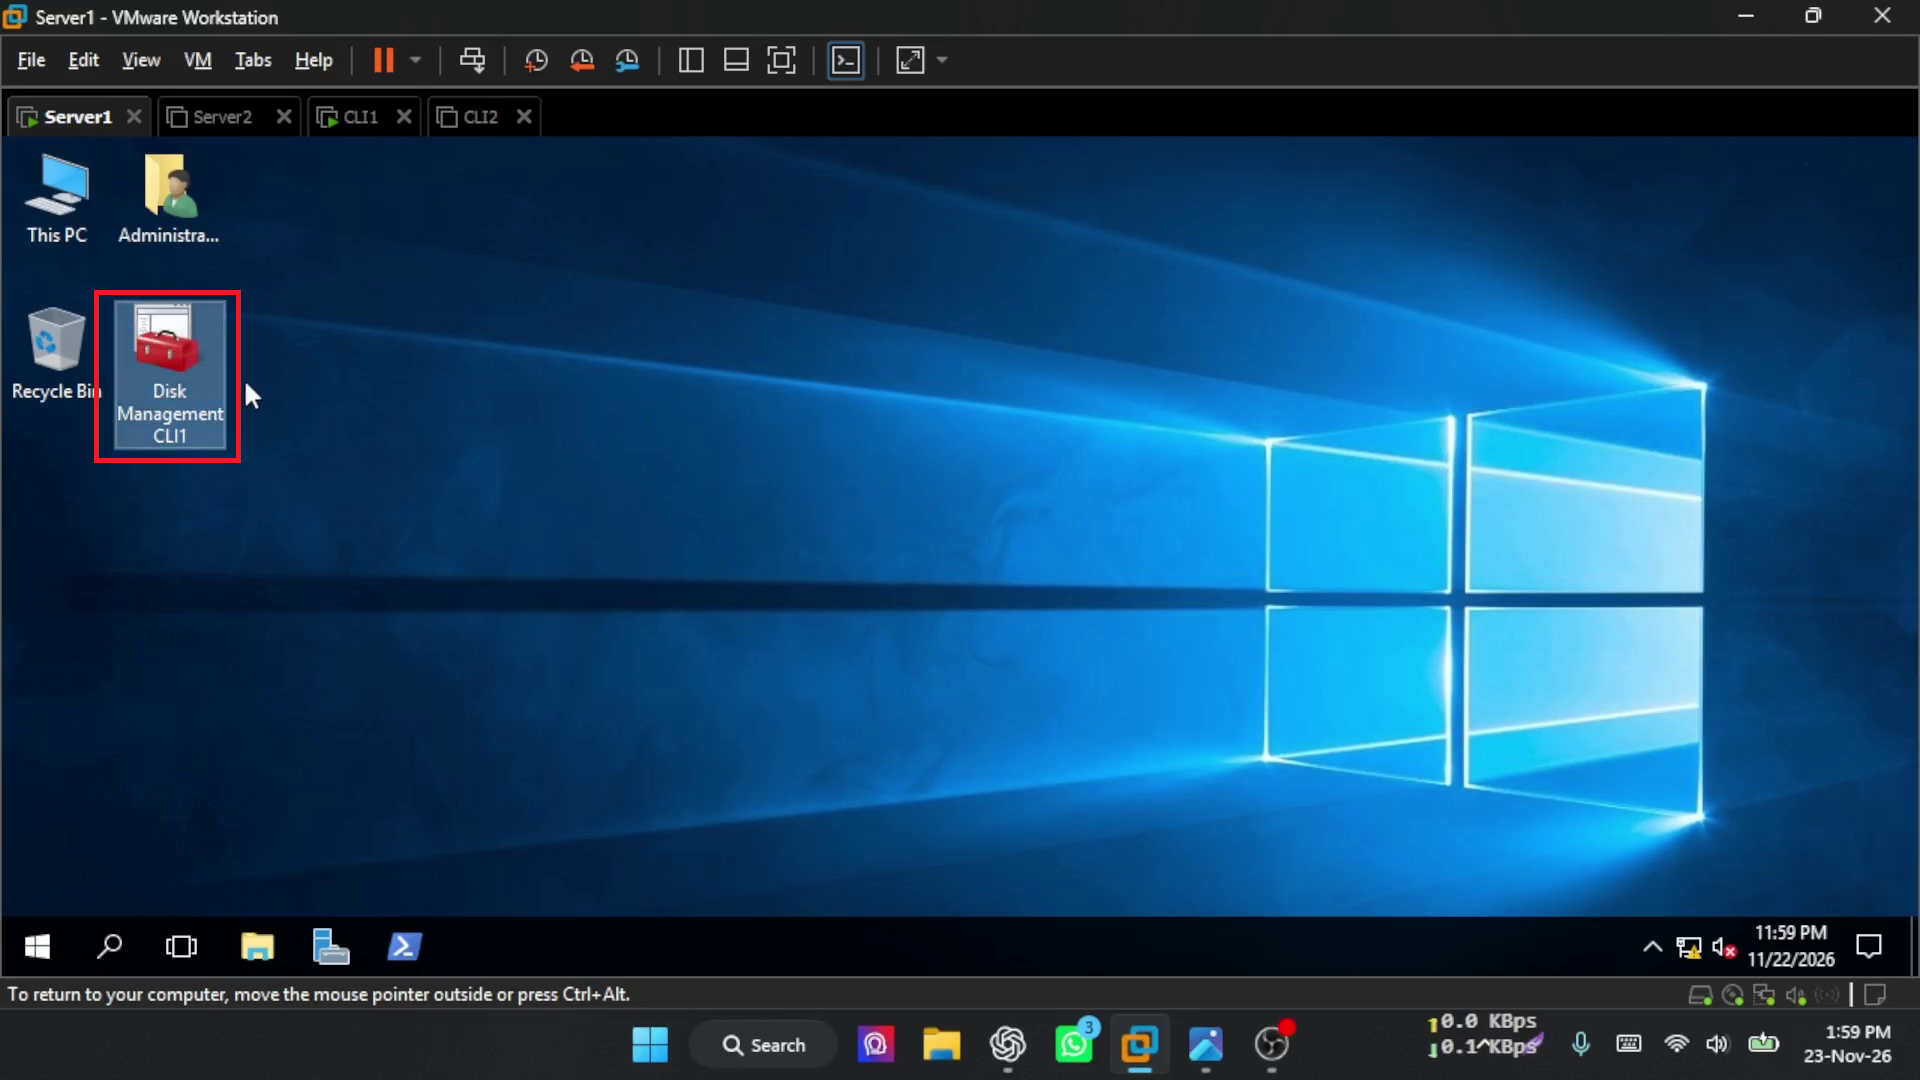 Server1 - VMware Workstation
File Edit View VM Tabs Help
Server1 Server2 CLI1 CLI2
This PC Administra...
Recycle Bin Disk
Management
CLI1
11:59 PM
11/22/2026
To return to your computer, move the mouse pointer outside or press Ctrl+Alt.
Search
3
0.0 KBps
0.1 KBps
1:59 PM
23-Nov-26